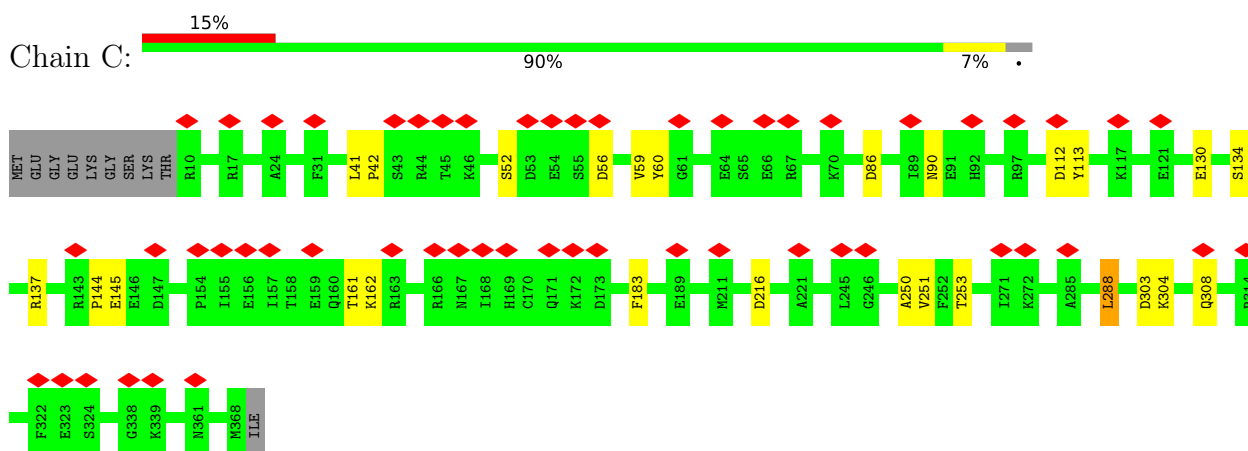 15%
Chain C:
90% 7% •
MET GLU GLY GLU LYS GLY SER LYS THR R10 R17 A24 F31 L41 P42 S43 R44 T45 K46 S52 D53 E54 S55 D56 V59 Y60 G61 E64 S65 E66 R67 K70 D86 I89 N90 E91 H92 R97 D112 Y113 K117 E121 E130 S134
R137 R143 P144 E145 E146 D147 P154 I155 E156 I157 T158 E159 Q160 T161 K162 R163 R166 N167 I168 H169 C170 Q171 K172 D173 F183 E189 M211 D216 A221 L245 G246 A250 V251 F252 T253 I271 K272 A285 L288 D303 K304 Q308
F322 E323 S324 G338 K339 N361 M368 ILE